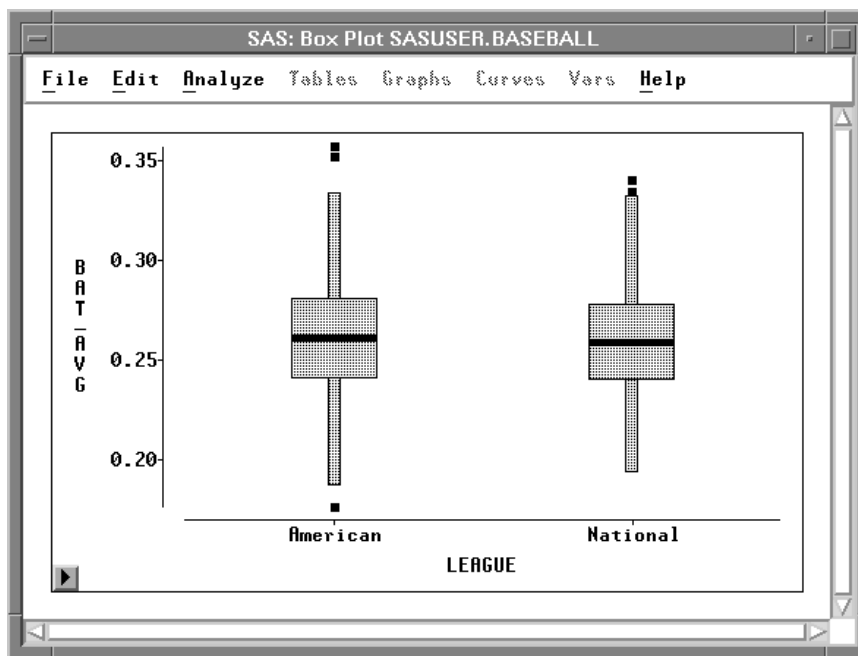 SAS: Box Plot SASUSER.BASEBALL
File Edit Analyze Tables Graphs Curves Vars Help
0.35
0.30
0.25
0.20
BAT_AVG
American National
LEAGUE